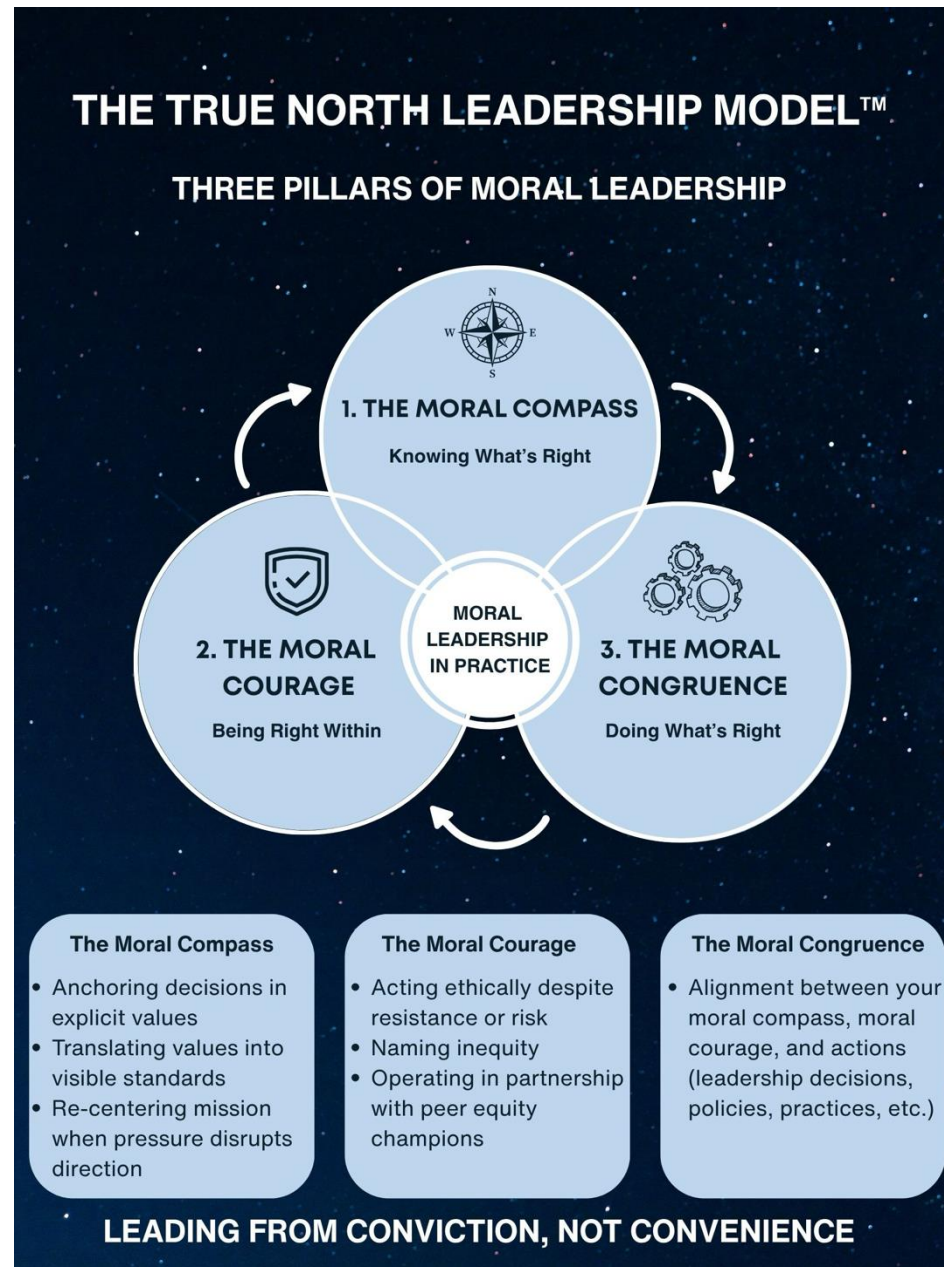 THE TRUE NORTH LEADERSHIP MODEL™
THREE PILLARS OF MORAL LEADERSHIP
N
W E
S
1. THE MORAL COMPASS
Knowing What's Right
2. THE MORAL
COURAGE
Being Right Within
MORAL
LEADERSHIP
IN PRACTICE
3. THE MORAL
CONGRUENCE
Doing What's Right
The Moral Compass
• Anchoring decisions in
explicit values
• Translating values into
visible standards
• Re-centering mission
when pressure disrupts
direction
The Moral Courage
• Acting ethically despite
resistance or risk
• Naming inequity
• Operating in partnership
with peer equity
champions
The Moral Congruence
• Alignment between your
moral compass, moral
courage, and actions
(leadership decisions,
policies, practices, etc.)
LEADING FROM CONVICTION, NOT CONVENIENCE